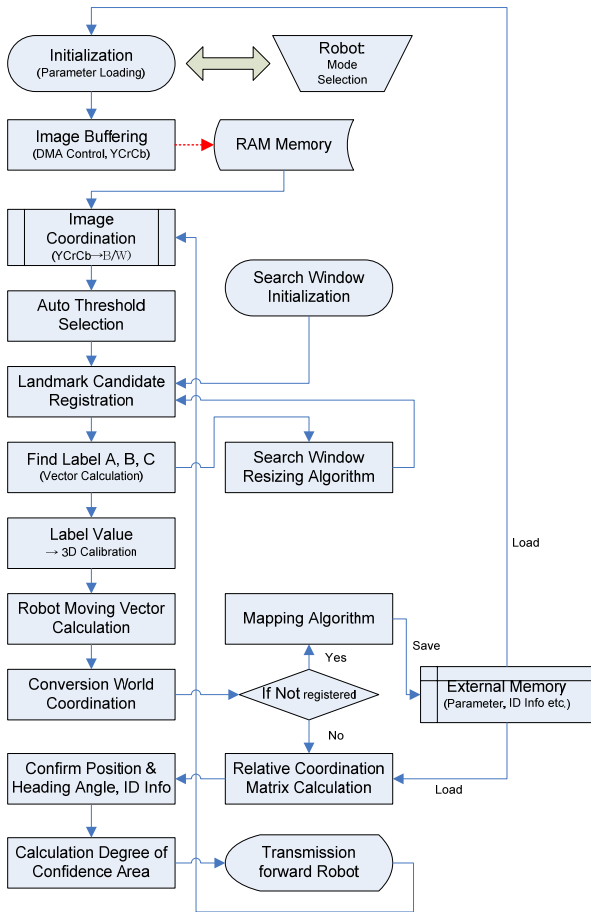 Initialization
(Parameter Loading)
Robot:
Mode
Selection
Image Buffering
(DMA Control, YCrCb)
RAM Memory
Image
Coordination
(YCrCb→B/W)
Search Window
Initialization
Auto Threshold
Selection
Landmark Candidate
Registration
Find Label A, B, C
(Vector Calculation)
Search Window
Resizing Algorithm
Label Value
→ 3D Calibration
Load
Robot Moving Vector
Calculation
Mapping Algorithm
Save
Yes
Conversion World
Coordination
If Not registered
External Memory
(Parameter, ID Info etc.)
No
Confirm Position &
Heading Angle, ID Info
Relative Coordination
Matrix Calculation
Load
Calculation Degree of
Confidence Area
Transmission
forward Robot